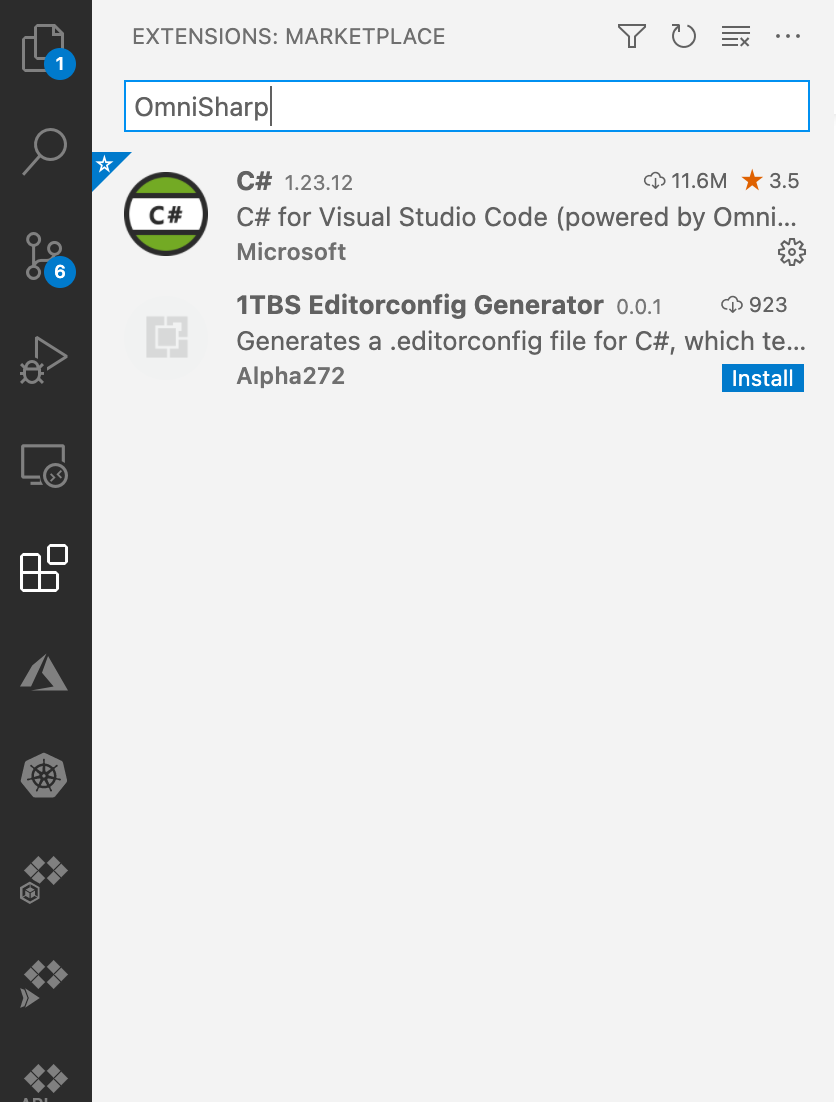 EXTENSIONS: MARKETPLACE
1
OmniSharp
C# 1.23.12 11.6M 3.5
C#
C# for Visual Studio Code (powered by Omni...
Microsoft
6
1TBS Editorconfig Generator 0.0.1 923
Generates a .editorconfig file for C#, which te...
Alpha272
Install